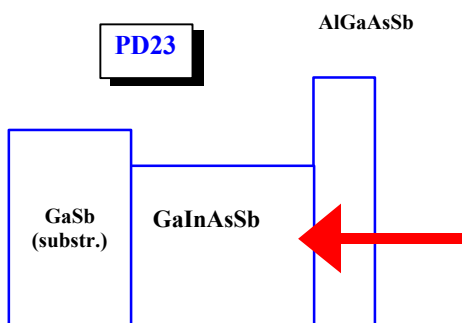 AlGaAsSb
PD23
GaSb
(substr.)
GaInAsSb